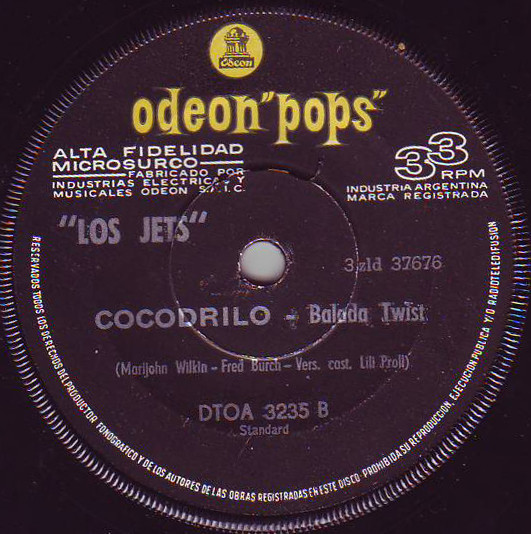 Odeon
odeon "pops"
ALTA FIDELIDAD
MICROSURCO
FABRICADO POR
INDUSTRIAS ELECTRICAS Y
MUSICALES ODEON S.A.I.C.
33
RPM
INDUSTRIA ARGENTINA
MARCA REGISTRADA
"LOS JETS"
3zld 37676
COCODRILO - Balada Twist
(Marijohn Wilkin - Fred Burch - Vers. cast. Lili Proll)
DTOA 3235 B
Standard
RESERVADOS TODOS LOS DERECHOS DEL PRODUCTOR FONOGRAFICO Y DE LOS AUTORES DE LAS OBRAS REGISTRADAS EN ESTE DISCO. PROHIBIDA SU REPRODUCCION, EJECUCION PUBLICA Y/O RADIOTELEDIFUSION